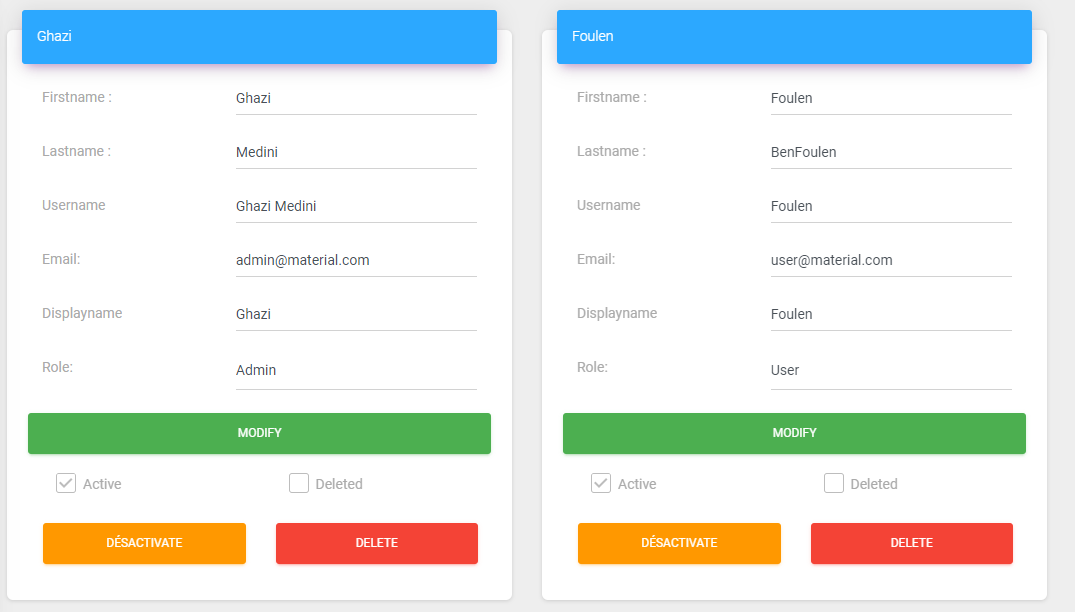 Ghazi
Firstname : Ghazi
Lastname : Medini
Username Ghazi Medini
Email: admin@material.com
Displayname Ghazi
Role: Admin
MODIFY
Active Deleted
DÉSACTIVATE DELETE
Foulen
Firstname : Foulen
Lastname : BenFoulen
Username Foulen
Email: user@material.com
Displayname Foulen
Role: User
MODIFY
Active Deleted
DÉSACTIVATE DELETE